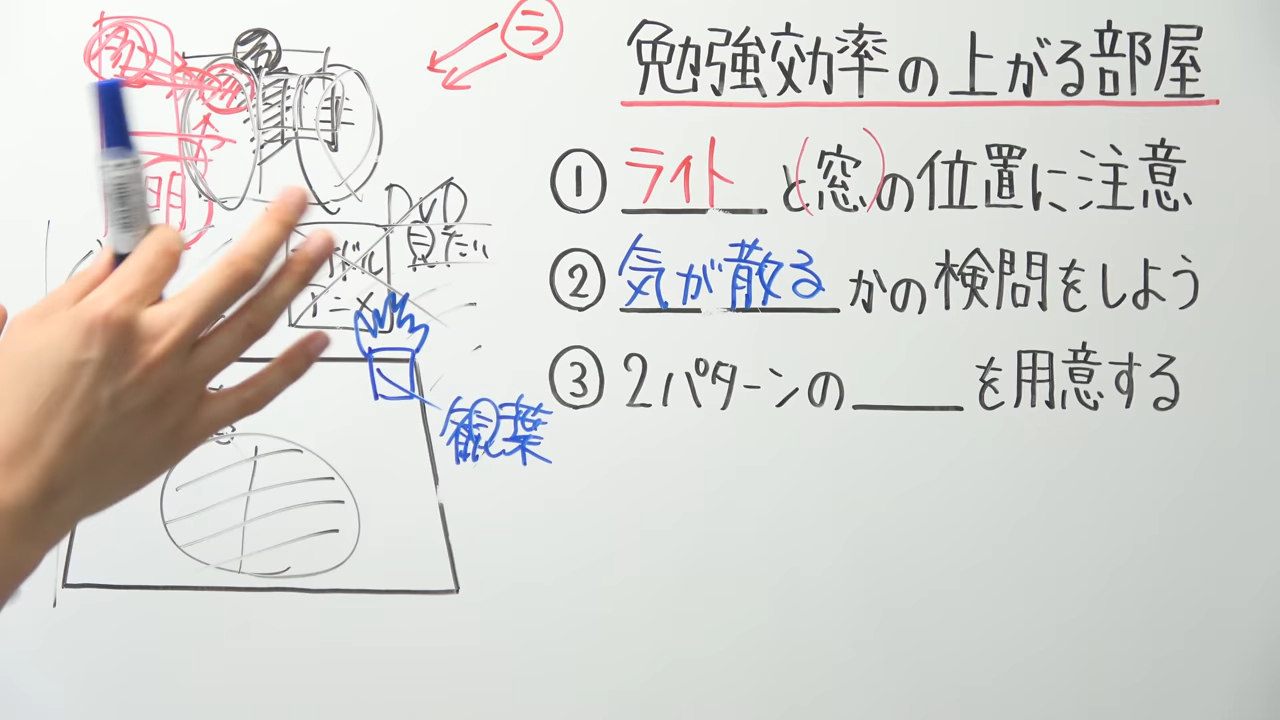 勉強効率の上がる部屋
① ライトと(窓)の位置に注意
② 気が散るかの検問をしよう
③ 2パターンの____を用意する
ラ
明
DVD
見たい
アニメ
観葉